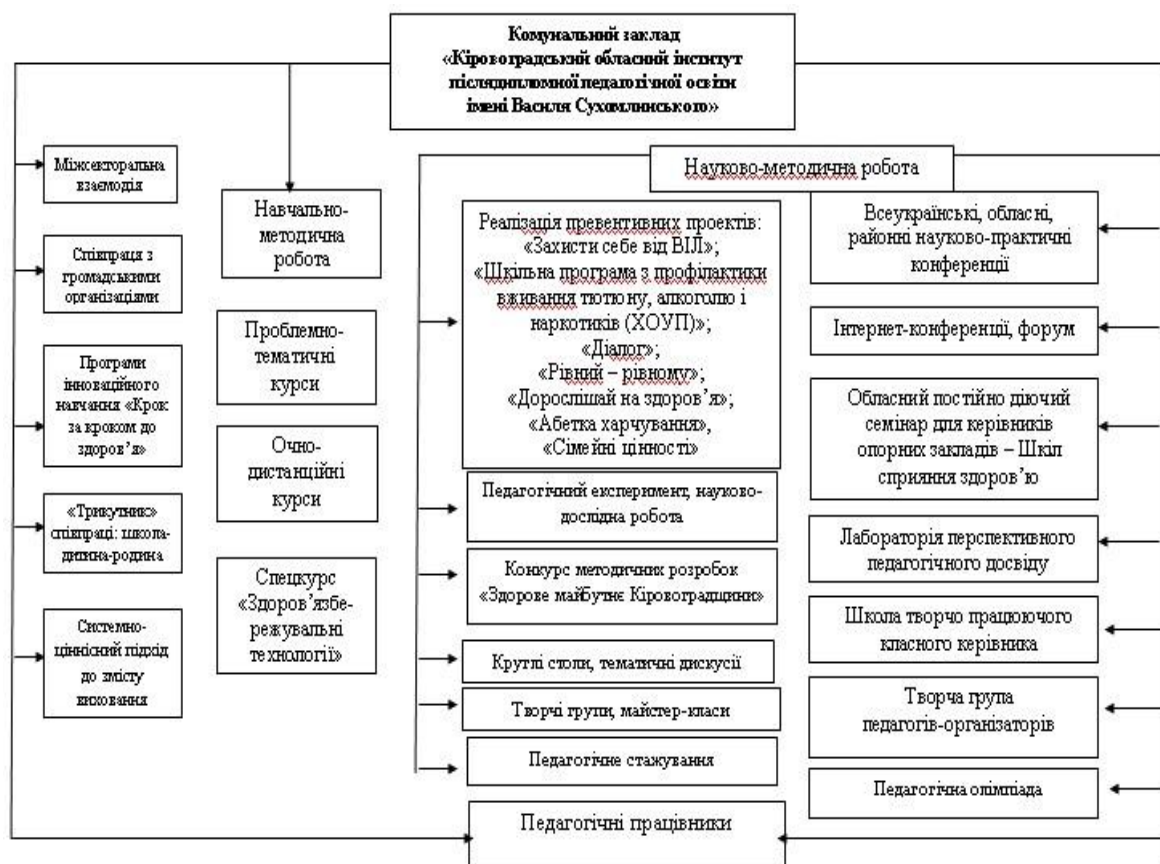 Комунальний заклад
«Кіровоградський обласний інститут
післядипломної педагогічної освіти
імені Василя Сухомлинського»
Міжсекторальна
взаємодія
Співпраця з
громадськими
організаціями
Програми
інноваційного
навчання «Крок
за кроком до
здоров’я»
«Трикутник»
співпраці: школа-
дитина-родина
Системно-
ціннісний підхід
до змісту
виховання
Навчально-
методична
робота
Проблемно-
тематичні
курси
Очно-
дистанційні
курси
Спецкурс
«Здоров’язбе-
режувальні
технології»
Науково-методична робота
Реалізація превентивних проектів:
«Захисти себе від ВІЛ»;
«Шкільна програма з профілактики
вживання тютюну, алкоголю і
наркотиків (ХОУП)»;
«Діалог»;
«Рівний – рівному»;
«Дорослішай на здоров’я»;
«Абетка харчування»,
«Сімейні цінності»
Педагогічний експеримент, науково-
дослідна робота
Конкурс методичних розробок
«Здорове майбутнє Кіровоградщини»
Круглі столи, тематичні дискусії
Творчі групи, майстер-класи
Педагогічне стажування
Всеукраїнські, обласні,
районні науково-практичні
конференції
Інтернет-конференції, форум
Обласний постійно діючий
семінар для керівників
опорних закладів – Шкіл
сприяння здоров’ю
Лабораторія перспективного
педагогічного досвіду
Школа творчо працюючого
класного керівника
Творча група
педагогів-організаторів
Педагогічна олімпіада
Педагогічні працівники